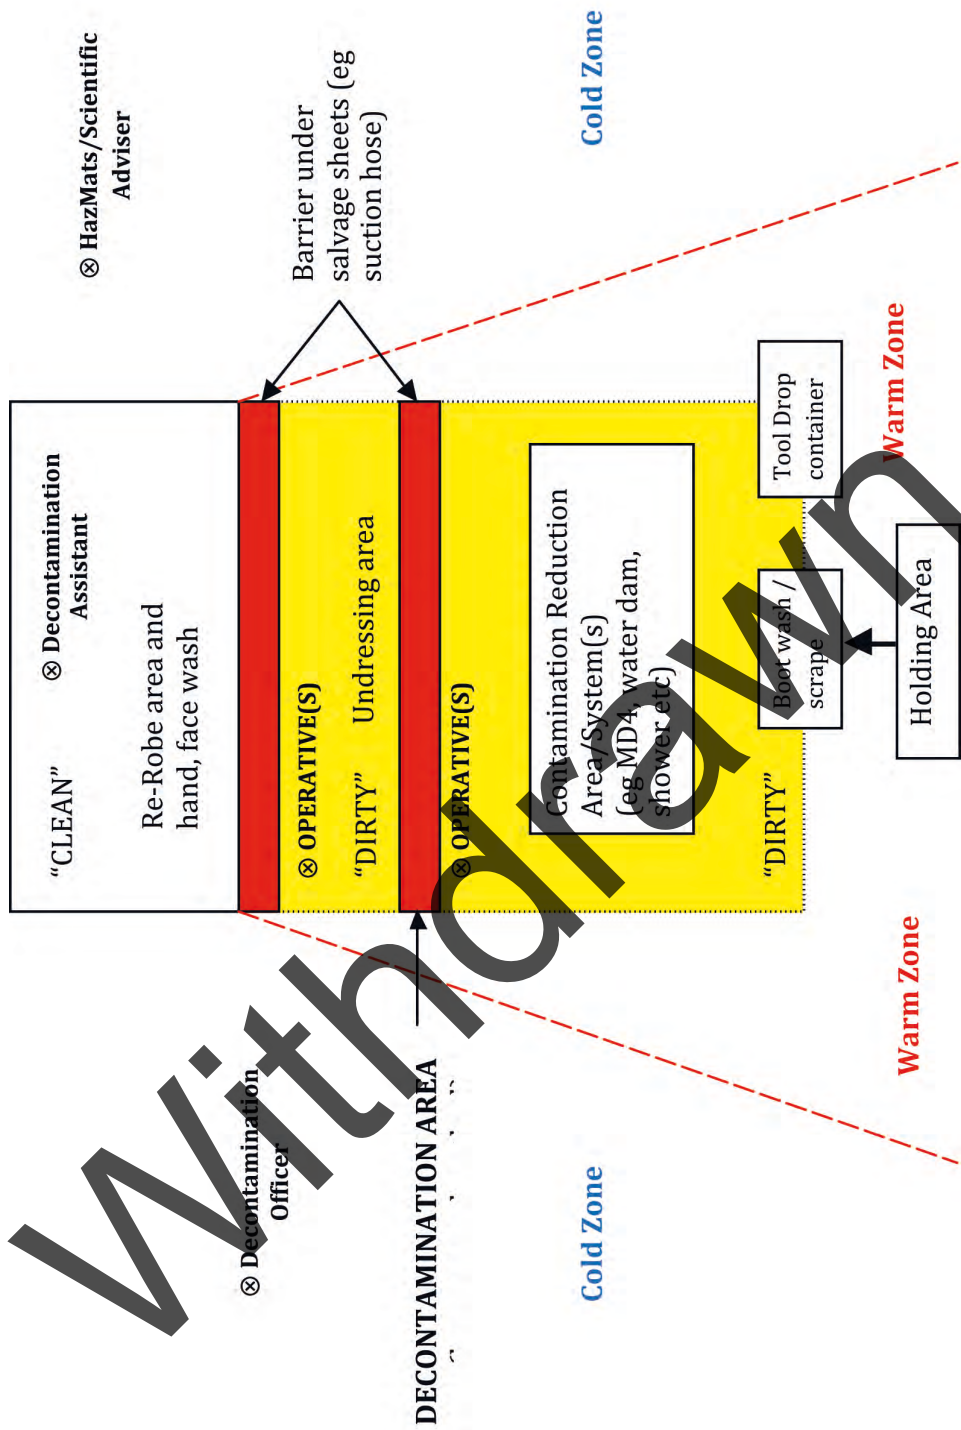 ⊗ HazMats/Scientific
Adviser
Barrier under
salvage sheets (eg
suction hose)
Cold Zone
“CLEAN”
⊗ Decontamination
Assistant
Re-Robe area and
hand, face wash
⊗ OPERATIVE(S)
“DIRTY”
Undressing area
⊗ OPERATIVE(S)
Contamination Reduction
Area/System(s)
(eg MD4, water dam,
shower etc)
“DIRTY”
Boot wash /
scrape
Tool Drop
container
Holding Area
Warm Zone
⊗ Decontamination
Officer
DECONTAMINATION AREA
Cold Zone
Warm Zone
Withdrawn